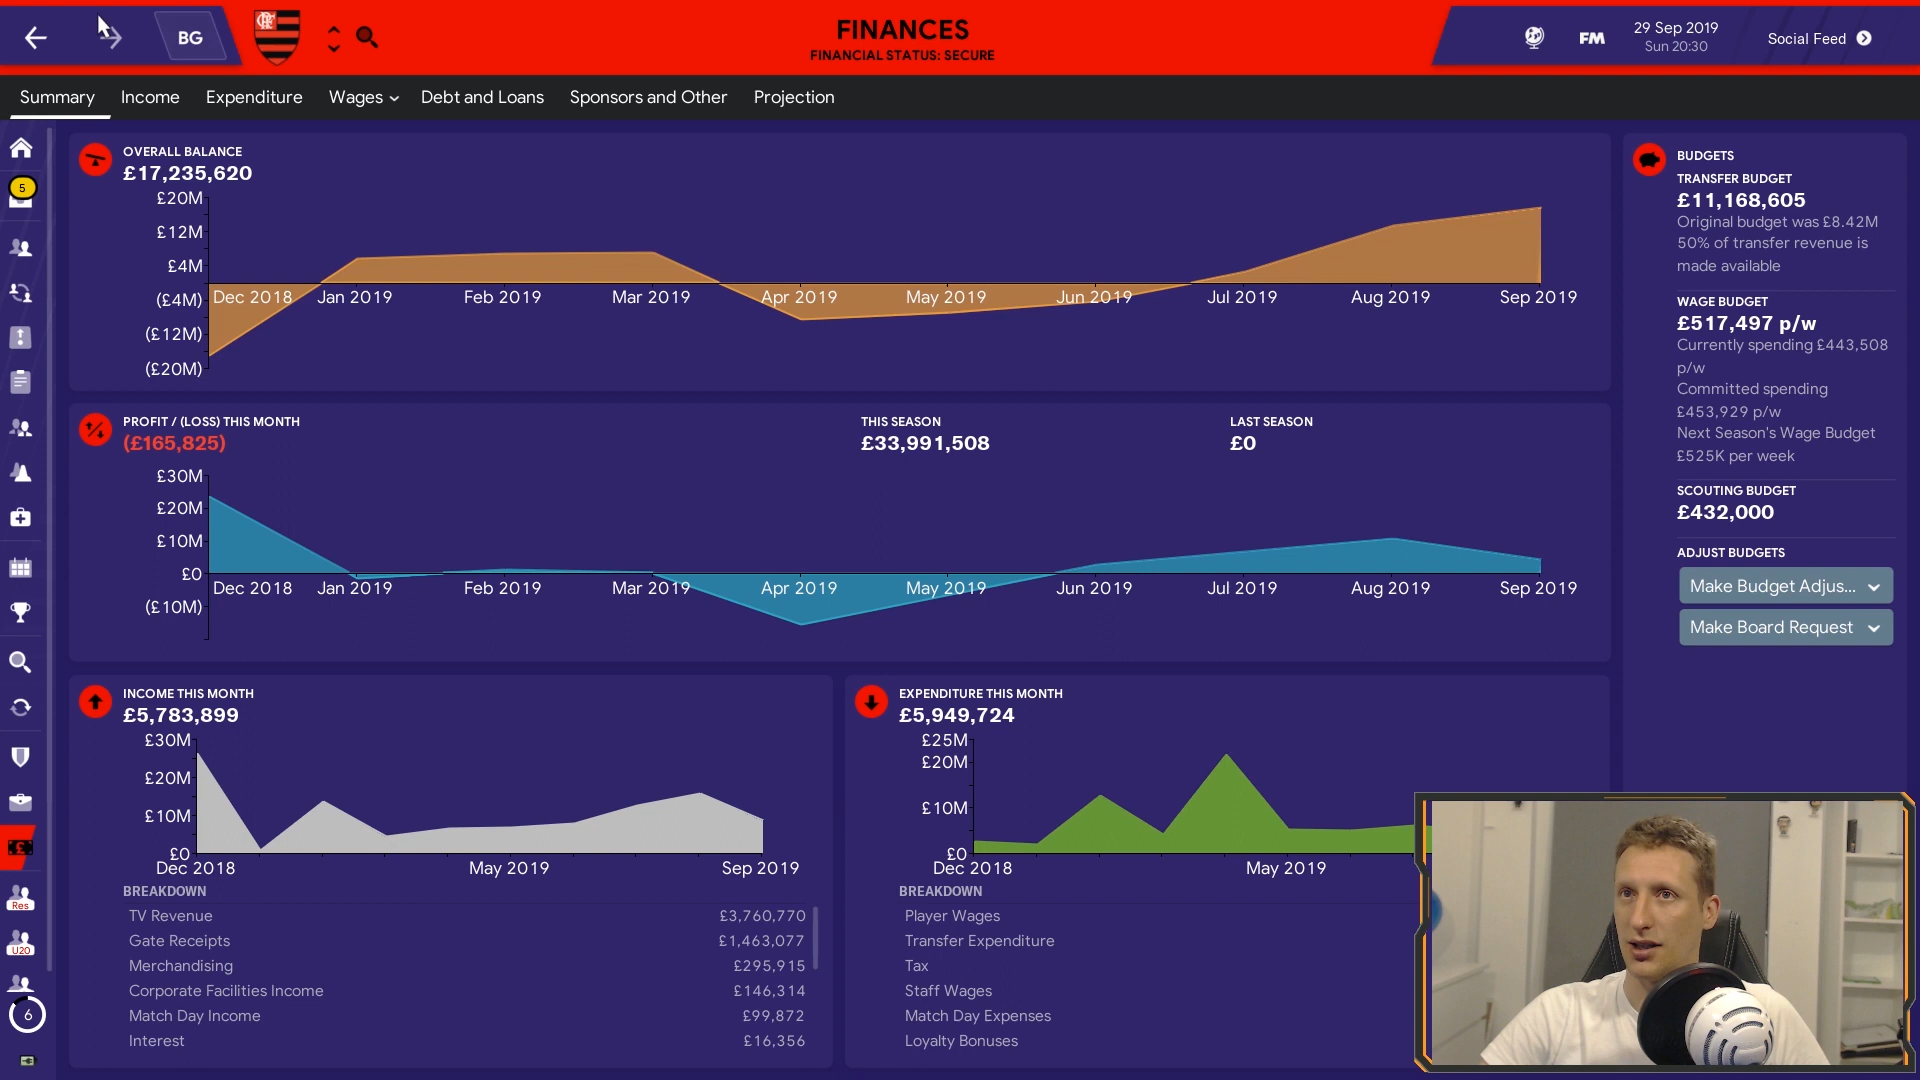 BG
FINANCES
FINANCIAL STATUS: SECURE
FM
29 Sep 2019
Sun 20:30
Social Feed
Summary
Income
Expenditure
Wages
Debt and Loans
Sponsors and Other
Projection
5
Res
U20
6
OVERALL BALANCE
£17,235,620
£20M
£12M
£4M
(£4M)
(£12M)
(£20M)
Dec 2018
Jan 2019
Feb 2019
Mar 2019
Apr 2019
May 2019
Jun 2019
Jul 2019
Aug 2019
Sep 2019
PROFIT / (LOSS) THIS MONTH
(£165,825)
THIS SEASON
£33,991,508
LAST SEASON
£0
£30M
£20M
£10M
£0
(£10M)
Dec 2018
Jan 2019
Feb 2019
Mar 2019
Apr 2019
May 2019
Jun 2019
Jul 2019
Aug 2019
Sep 2019
INCOME THIS MONTH
£5,783,899
£30M
£20M
£10M
£0
Dec 2018
May 2019
Sep 2019
BREAKDOWN
TV Revenue £3,760,770
Gate Receipts £1,463,077
Merchandising £295,915
Corporate Facilities Income £146,314
Match Day Income £99,872
Interest £16,356
EXPENDITURE THIS MONTH
£5,949,724
£25M
£20M
£10M
£0
Dec 2018
May 2019
BREAKDOWN
Player Wages
Transfer Expenditure
Tax
Staff Wages
Match Day Expenses
Loyalty Bonuses
BUDGETS
TRANSFER BUDGET
£11,168,605
Original budget was £8.42M
50% of transfer revenue is
made available
WAGE BUDGET
£517,497 p/w
Currently spending £443,508
p/w
Committed spending
£453,929 p/w
Next Season's Wage Budget
£525K per week
SCOUTING BUDGET
£432,000
ADJUST BUDGETS
Make Budget Adjus...
Make Board Request